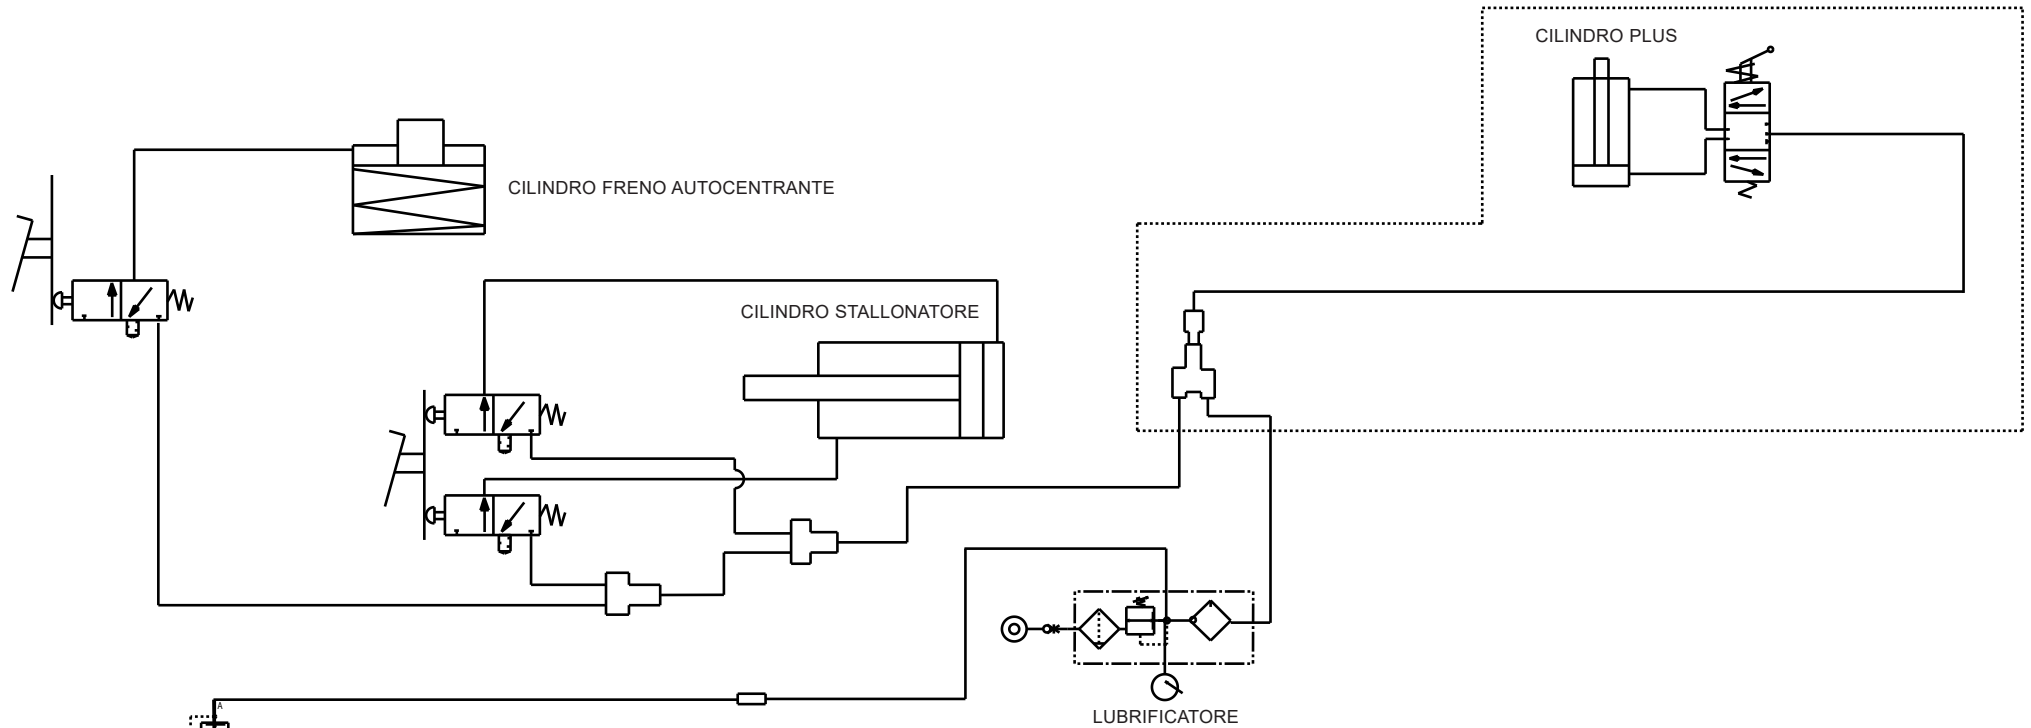 CILINDRO PLUS
CILINDRO FRENO AUTOCENTRANTE
CILINDRO STALLONATORE
A
LUBRIFICATORE